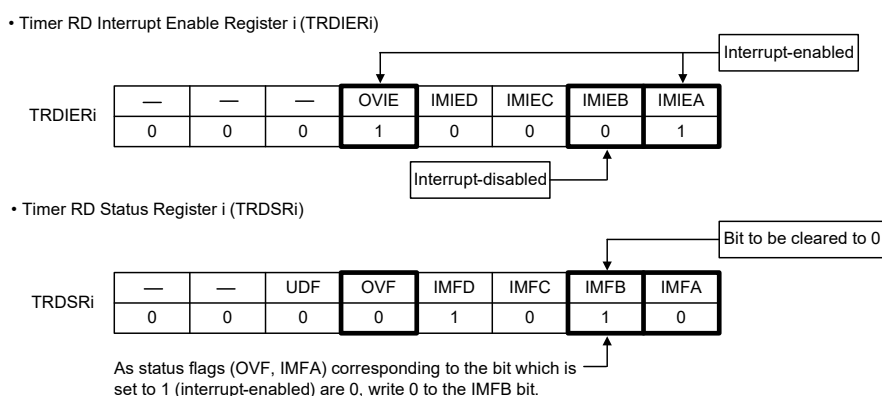 • Timer RD Interrupt Enable Register i (TRDIERi)
Interrupt-enabled
TRDIERi
— — — OVIE IMIED IMIEC IMIEB IMIEA
0 0 0 1 0 0 0 1
Interrupt-disabled
• Timer RD Status Register i (TRDSRi)
Bit to be cleared to 0
TRDSRi
— — UDF OVF IMFD IMFC IMFB IMFA
0 0 0 0 1 0 1 0
As status flags (OVF, IMFA) corresponding to the bit which is
set to 1 (interrupt-enabled) are 0, write 0 to the IMFB bit.